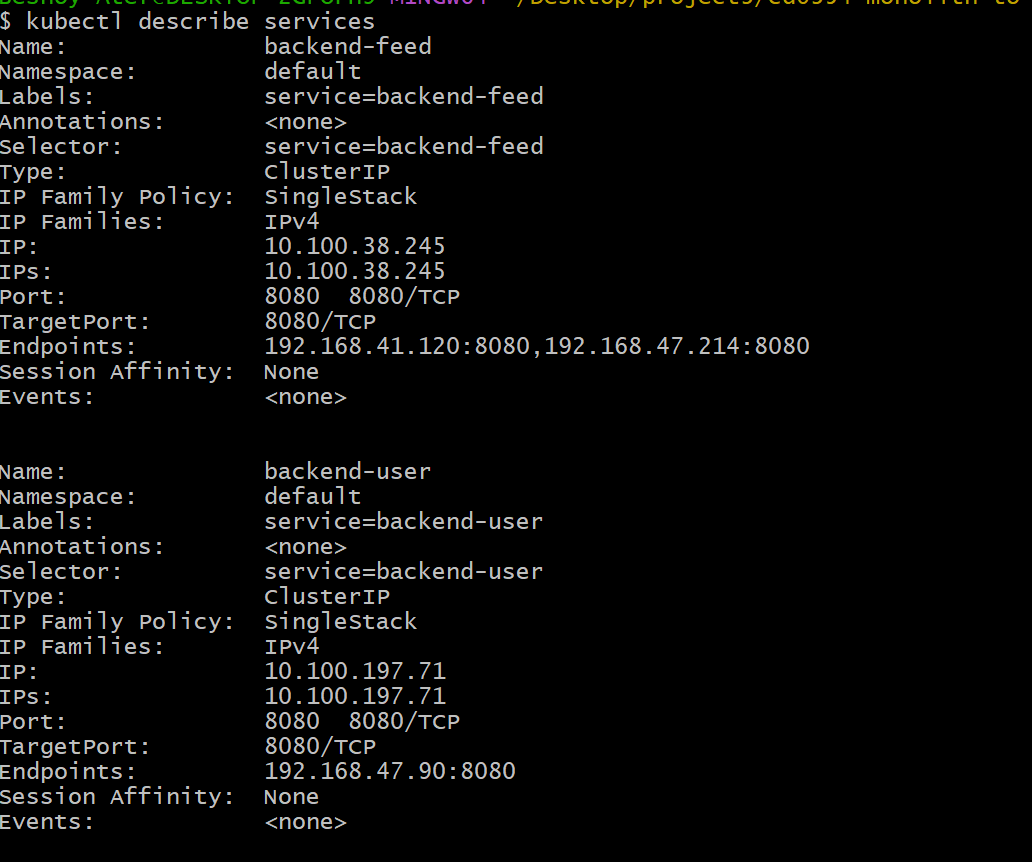 $ kubectl describe services
Name:              backend-feed
Namespace:         default
Labels:            service=backend-feed
Annotations:       <none>
Selector:          service=backend-feed
Type:              ClusterIP
IP Family Policy:  SingleStack
IP Families:       IPv4
IP:                10.100.38.245
IPs:               10.100.38.245
Port:              8080  8080/TCP
TargetPort:        8080/TCP
Endpoints:         192.168.41.120:8080,192.168.47.214:8080
Session Affinity:  None
Events:            <none>
Name:              backend-user
Namespace:         default
Labels:            service=backend-user
Annotations:       <none>
Selector:          service=backend-user
Type:              ClusterIP
IP Family Policy:  SingleStack
IP Families:       IPv4
IP:                10.100.197.71
IPs:               10.100.197.71
Port:              8080  8080/TCP
TargetPort:        8080/TCP
Endpoints:         192.168.47.90:8080
Session Affinity:  None
Events:            <none>